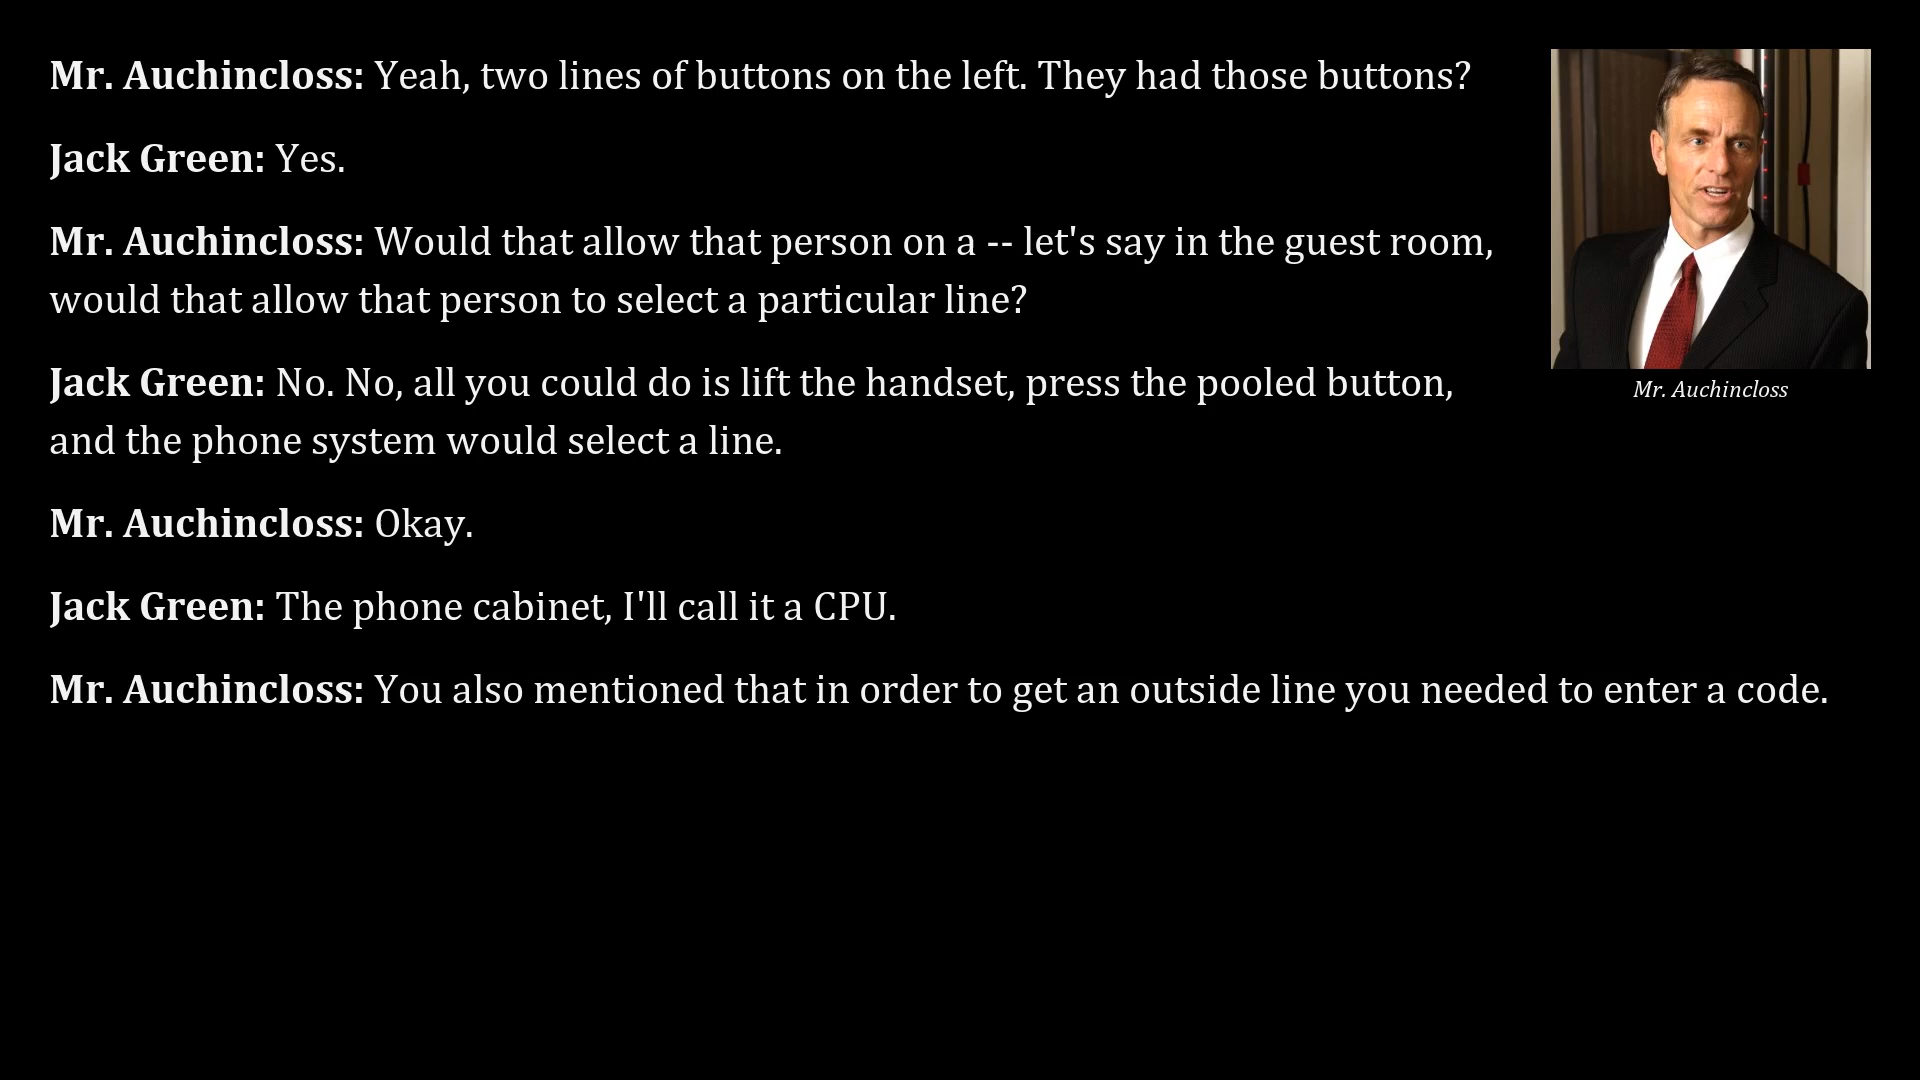 Mr. Auchincloss: Yeah, two lines of buttons on the left. They had those buttons?
Jack Green: Yes.
Mr. Auchincloss: Would that allow that person on a -- let's say in the guest room,
would that allow that person to select a particular line?
Jack Green: No. No, all you could do is lift the handset, press the pooled button,
and the phone system would select a line.
Mr. Auchincloss: Okay.
Jack Green: The phone cabinet, I'll call it a CPU.
Mr. Auchincloss: You also mentioned that in order to get an outside line you needed to enter a code.
Mr. Auchincloss